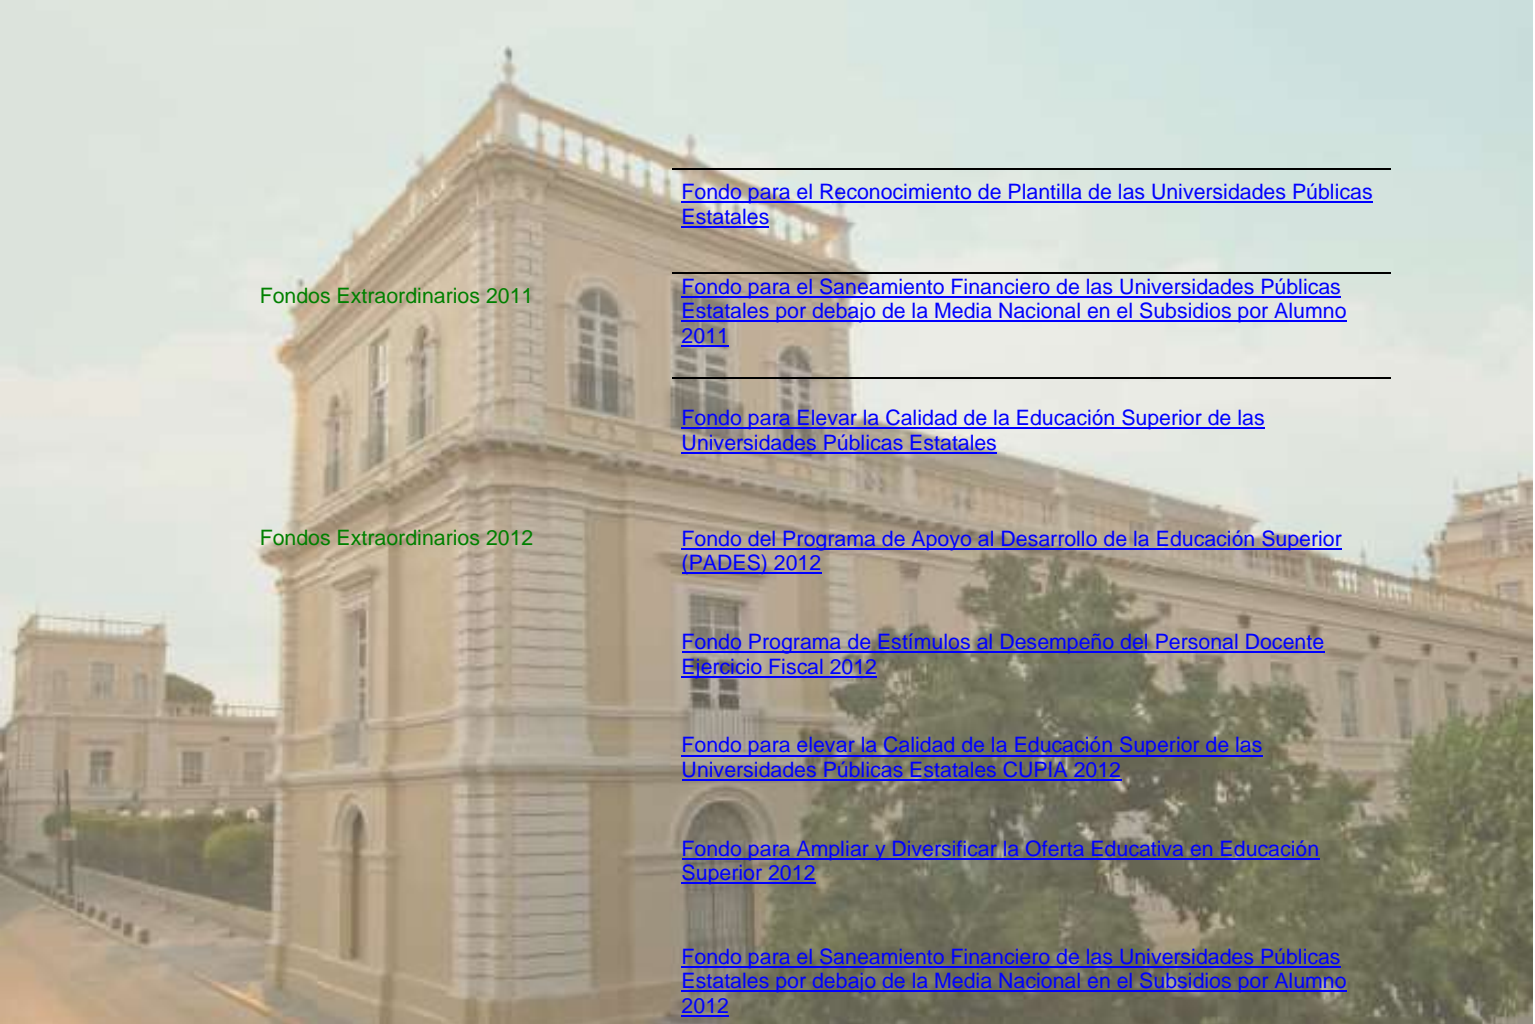 Fondo para el Reconocimiento de Plantilla de las Universidades Públicas
Estatales
Fondos Extraordinarios 2011
Fondo para el Saneamiento Financiero de las Universidades Públicas
Estatales por debajo de la Media Nacional en el Subsidios por Alumno
2011
Fondo para Elevar la Calidad de la Educación Superior de las
Universidades Públicas Estatales
Fondos Extraordinarios 2012
Fondo del Programa de Apoyo al Desarrollo de la Educación Superior
(PADES) 2012
Fondo Programa de Estímulos al Desempeño del Personal Docente
Ejercicio Fiscal 2012
Fondo para elevar la Calidad de la Educación Superior de las
Universidades Públicas Estatales CUPIA 2012
Fondo para Ampliar y Diversificar la Oferta Educativa en Educación
Superior 2012
Fondo para el Saneamiento Financiero de las Universidades Públicas
Estatales por debajo de la Media Nacional en el Subsidios por Alumno
2012